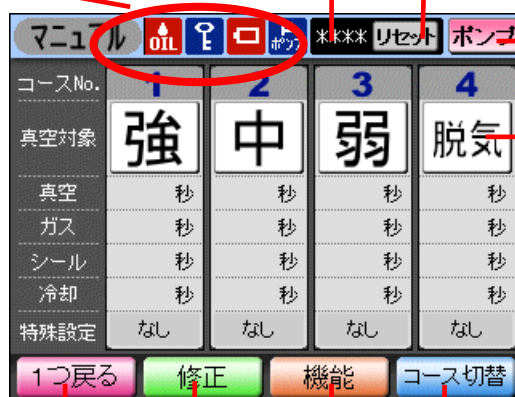 マニュアル OIL ポップ **** リセット ポンプ
コースNo. 1 2 3 4
真空対象 強 中 弱 脱気
真空 秒 秒 秒 秒
ガス 秒 秒 秒 秒
シール 秒 秒 秒 秒
冷却 秒 秒 秒 秒
特殊設定 なし なし なし なし
1つ戻る 修正 機能 コース切替